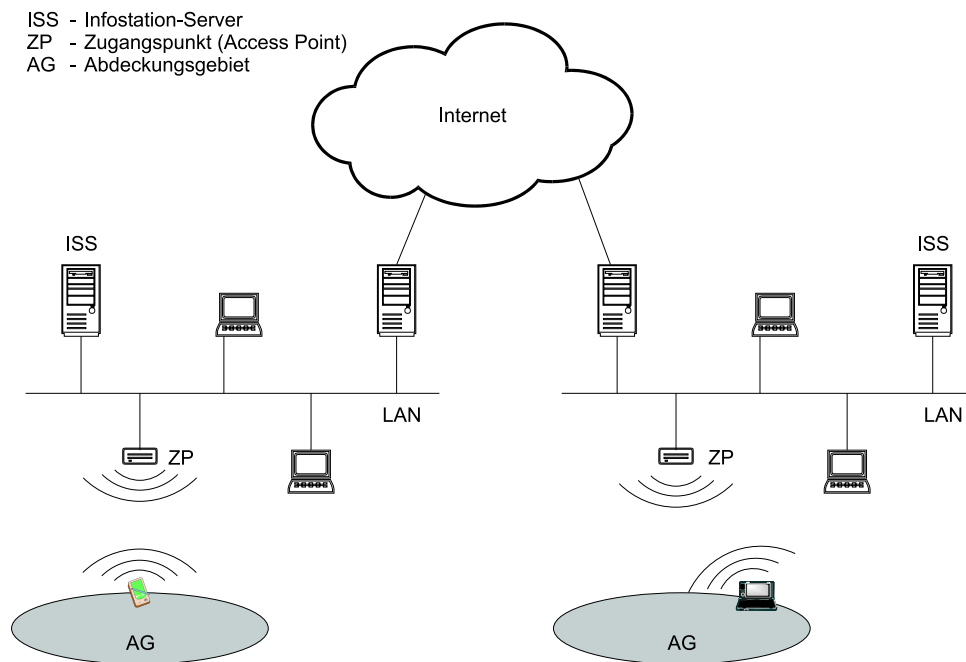 ISS - Infostation-Server
ZP - Zugangspunkt (Access Point)
AG - Abdeckungsgebiet
Internet
ISS
ISS
LAN
LAN
ZP
ZP
AG
AG